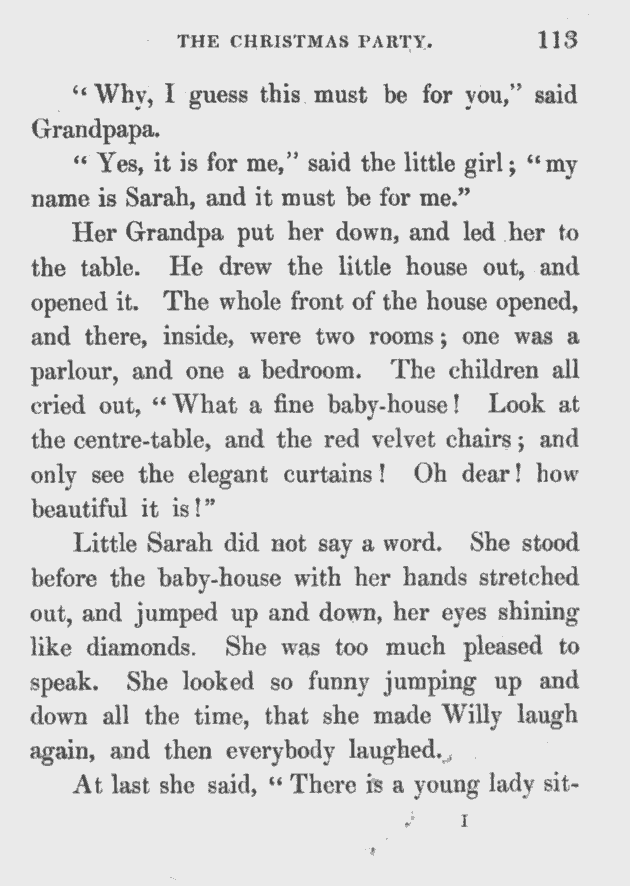 THE CHRISTMAS PARTY. 113
“ Why, I guess this must be for you,” said
Grandpapa.
“ Yes, it is for me,” said the little girl ; “ my
name is Sarah, and it must be for me.”
Her Grandpa put her down, and led her to
the table. He drew the little house out, and
opened it. The whole front of the house opened,
and there, inside, were two rooms ; one was a
parlour, and one a bedroom. The children all
cried out, “ What a fine baby-house ! Look at
the centre-table, and the red velvet chairs ; and
only see the elegant curtains ! Oh dear ! how
beautiful it is !”
Little Sarah did not say a word. She stood
before the baby-house with her hands stretched
out, and jumped up and down, her eyes shining
like diamonds. She was too much pleased to
speak. She looked so funny jumping up and
down all the time, that she made Willy laugh
again, and then everybody laughed.
At last she said, “ There is a young lady sit-
I